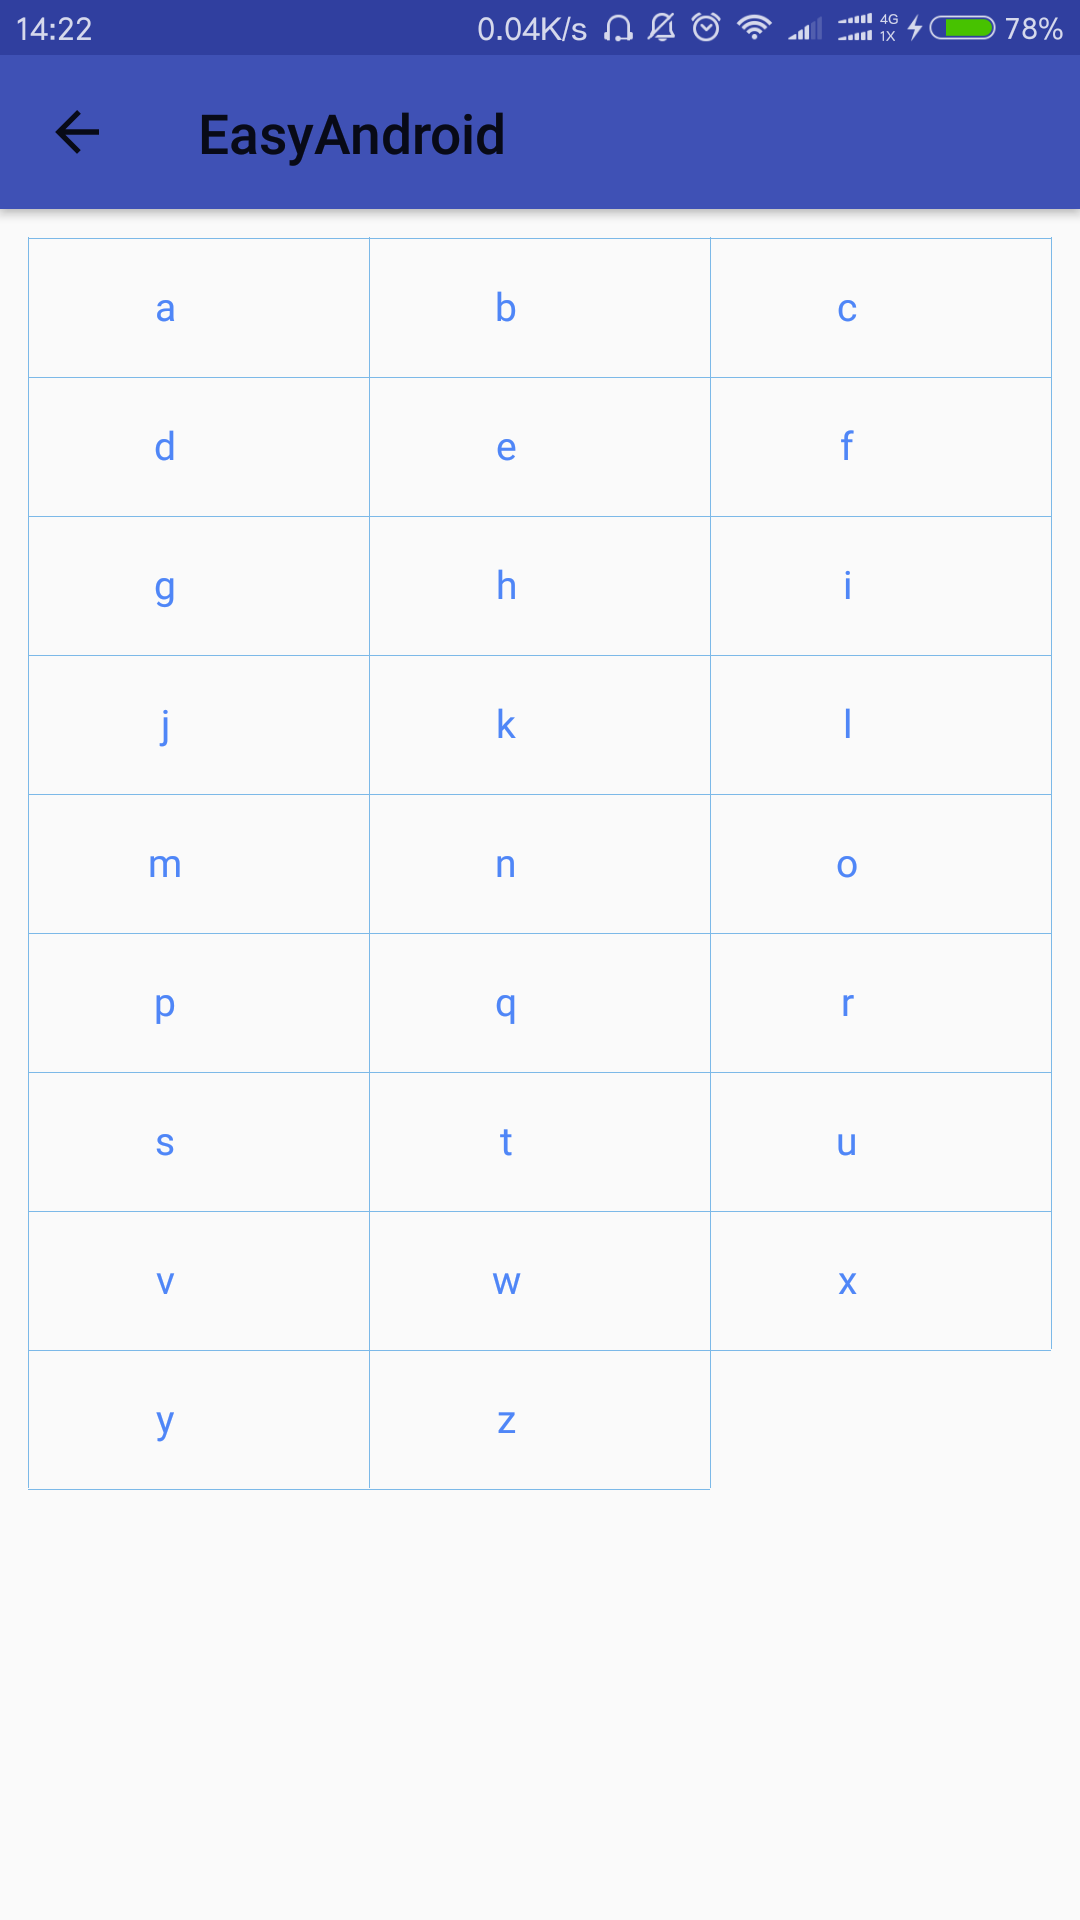 14:22 0.04K/s 4G 1X 78%
EasyAndroid
a b c
d e f
g h i
j k l
m n o
p q r
s t u
v w x
y z